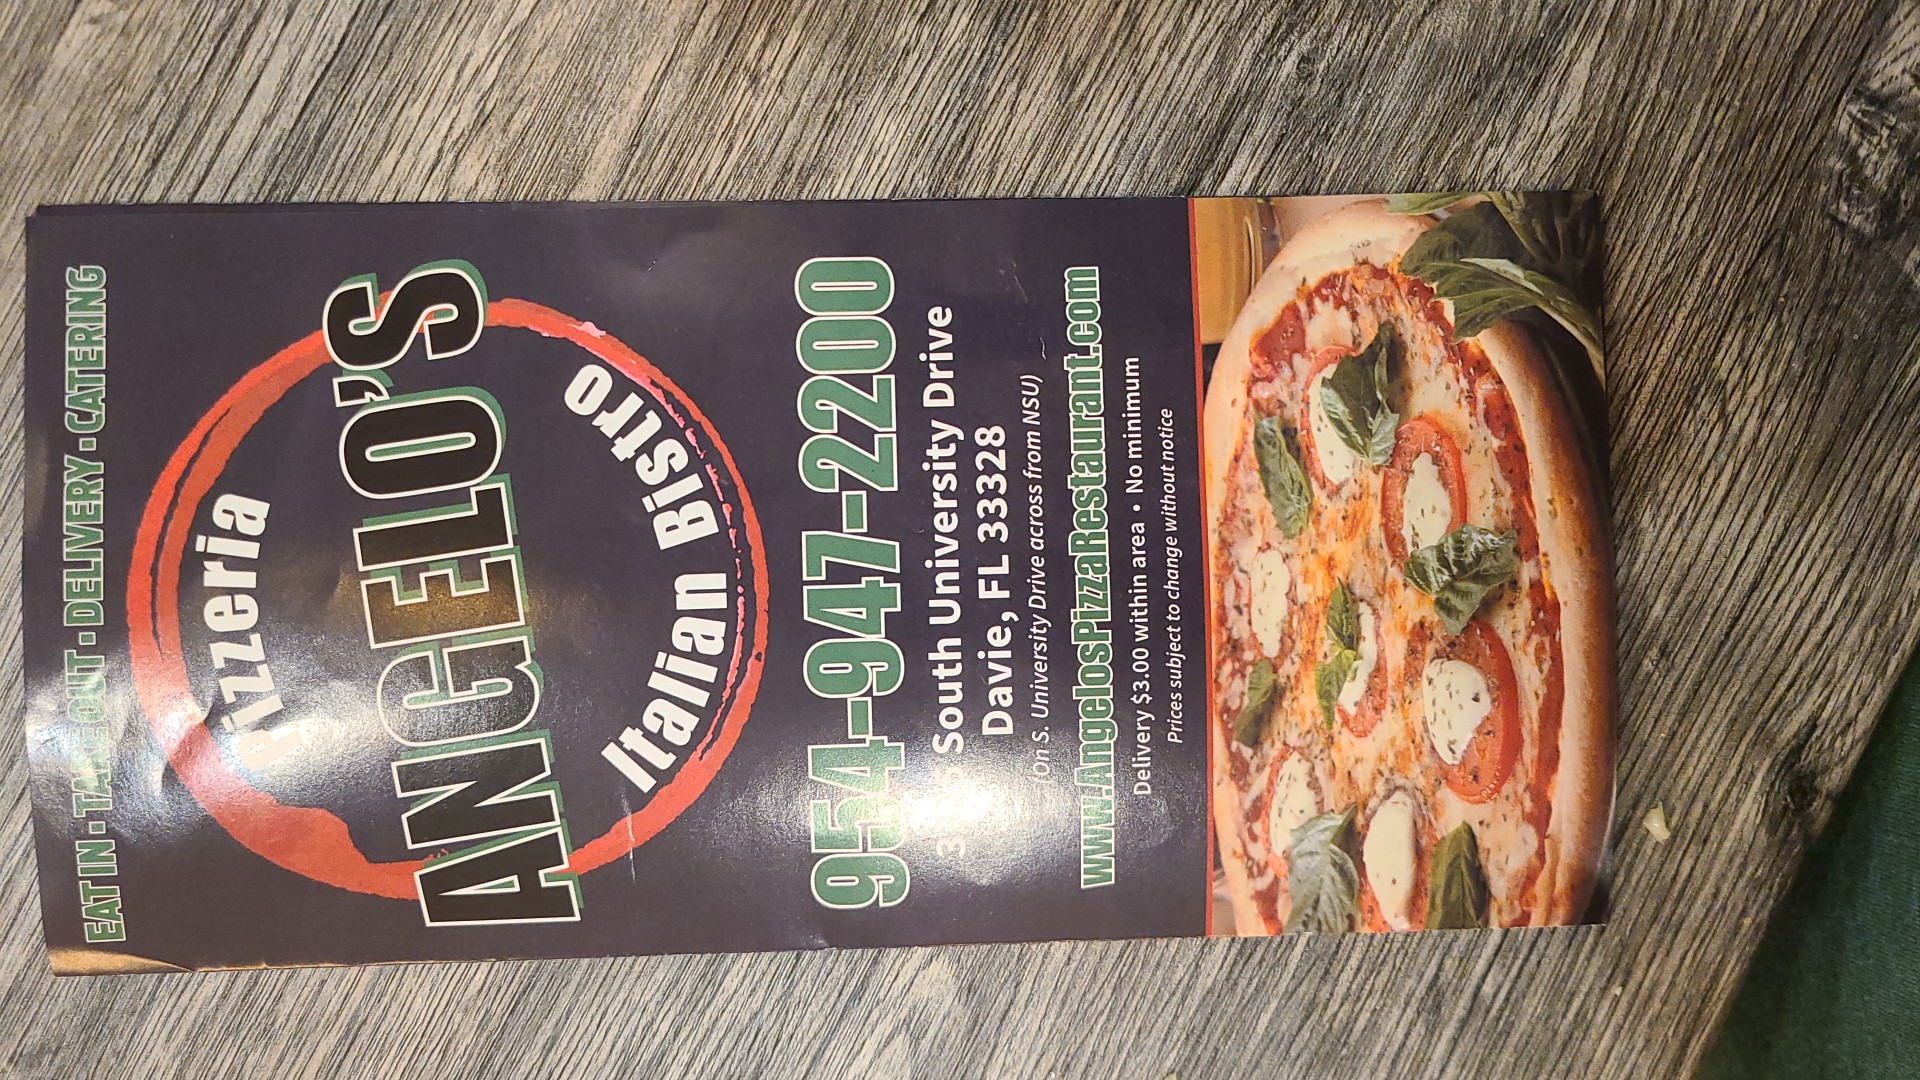 EAT IN • TAKE OUT • DELIVERY • CATERING
Pizzeria
ANGELO'S
Italian Bistro
954-947-2200
South University Drive
Davie, FL 33328
(On S. University Drive across from NSU)
www.AngelosPizzaRestaurant.com
Delivery $3.00 within area • No minimum
Prices subject to change without notice